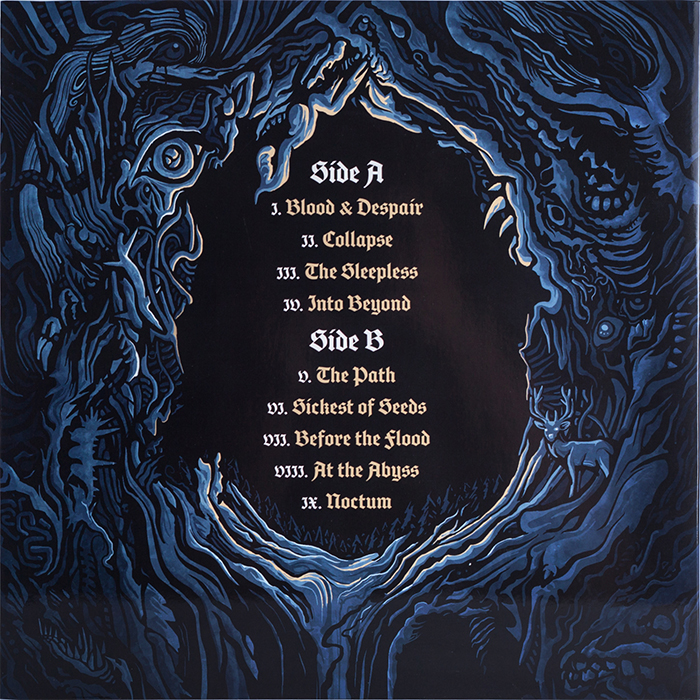 Side A
I. Blood & Despair
II. Collapse
III. The Sleepless
IV. Into Beyond
Side B
V. The Path
VI. Sickest of Seeds
VII. Before the Flood
VIII. At the Abyss
IX. Noctum